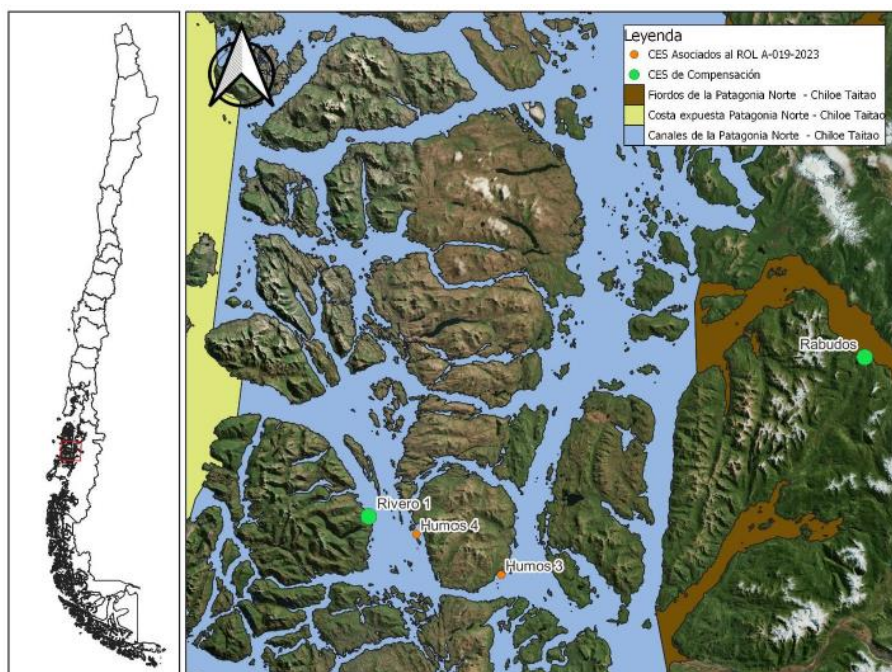 Leyenda
CES Asociados al ROL A-019-2023
CES de Compensación
Fiordos de la Patagonia Norte - Chiloe Taitao
Costa expuesta Patagonia Norte - Chiloe Taitao
Canales de la Patagonia Norte - Chiloe Taitao
Rabudos
Rivero 1
Humos 4
Humos 3